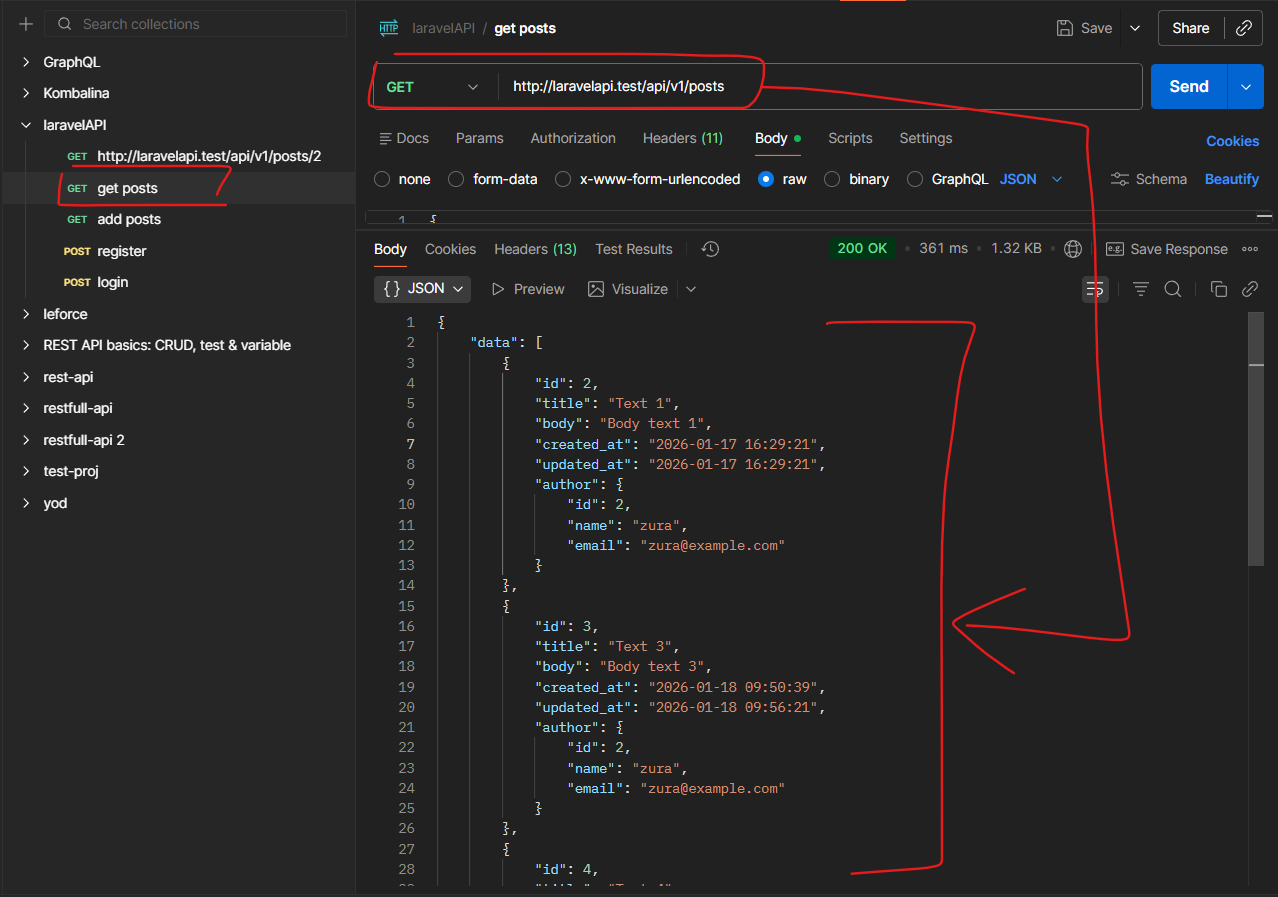 Search collections
GraphQL
Kombalina
laravelAPI
GET http://laravelapi.test/api/v1/posts/2
GET get posts
GET add posts
POST register
POST login
leforce
REST API basics: CRUD, test & variable
rest-api
restfull-api
restfull-api 2
test-proj
yod
HTTP laravelAPI / get posts
Save
Share
GET http://laravelapi.test/api/v1/posts
Send
Docs Params Authorization Headers (11) Body Scripts Settings
Cookies
none form-data x-www-form-urlencoded raw binary GraphQL JSON
Schema Beautify
1 {
Body Cookies Headers (13) Test Results
200 OK • 361 ms • 1.32 KB • e.g. Save Response
{} JSON Preview Visualize
1 {
2 "data": [
3 {
4 "id": 2,
5 "title": "Text 1",
6 "body": "Body text 1",
7 "created_at": "2026-01-17 16:29:21",
8 "updated_at": "2026-01-17 16:29:21",
9 "author": {
10 "id": 2,
11 "name": "zura",
12 "email": "zura@example.com"
13 }
14 },
15 {
16 "id": 3,
17 "title": "Text 3",
18 "body": "Body text 3",
19 "created_at": "2026-01-18 09:50:39",
20 "updated_at": "2026-01-18 09:56:21",
21 "author": {
22 "id": 2,
23 "name": "zura",
24 "email": "zura@example.com"
25 }
26 },
27 {
28 "id": 4,